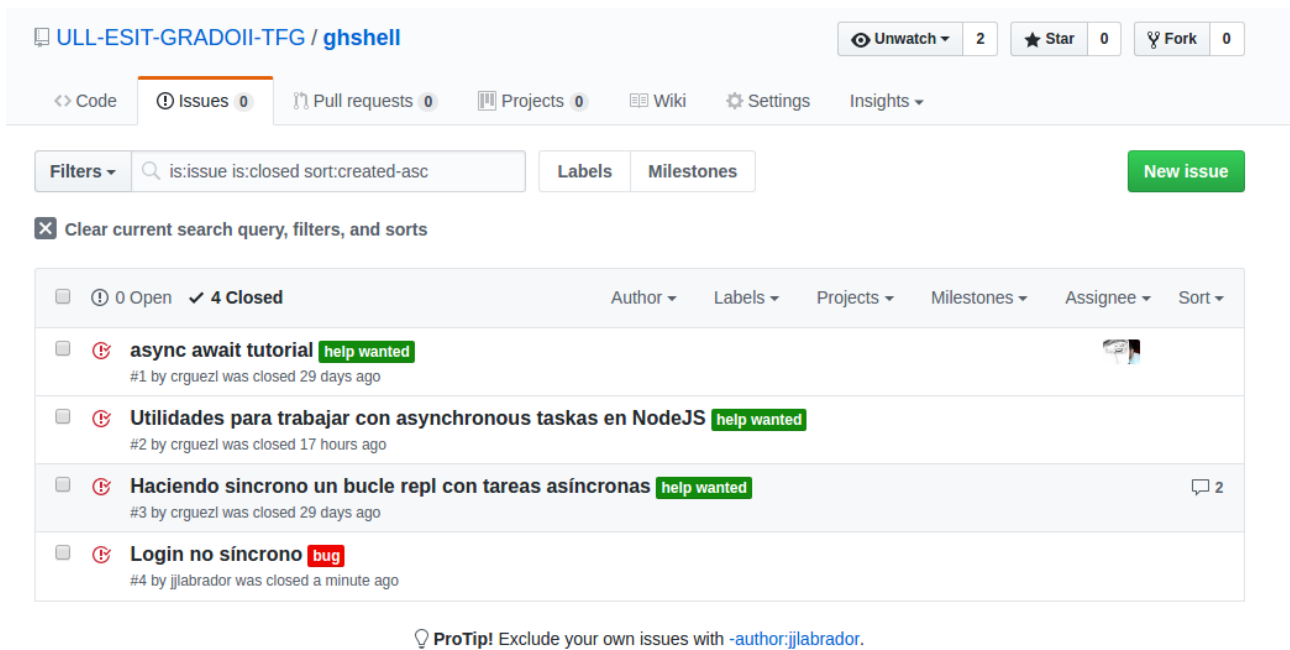 ULL-ESIT-GRADOII-TFG / ghshell
Unwatch 2 Star 0 Fork 0
Code Issues 0 Pull requests 0 Projects 0 Wiki Settings Insights
Filters is:issue is:closed sort:created-asc Labels Milestones New issue
Clear current search query, filters, and sorts
0 Open 4 Closed Author Labels Projects Milestones Assignee Sort
async await tutorial help wanted
#1 by crguezl was closed 29 days ago
Utilidades para trabajar con asynchronous taskas en NodeJS help wanted
#2 by crguezl was closed 17 hours ago
Haciendo sincrono un bucle repl con tareas asíncronas help wanted 2
#3 by crguezl was closed 29 days ago
Login no síncrono bug
#4 by jjlabrador was closed a minute ago
ProTip! Exclude your own issues with -author:jjlabrador.